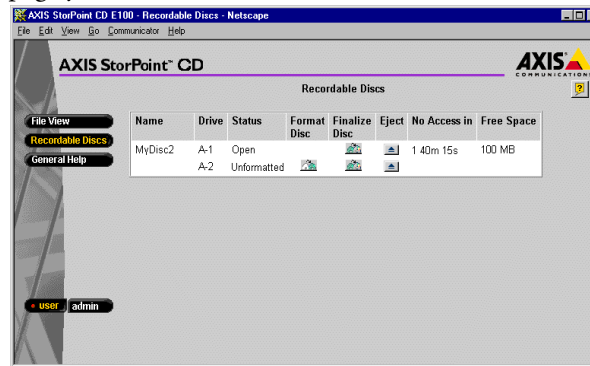 AXIS StorPoint CD E100 - Recordable Discs - Netscape
File Edit View Go Communicator Help
AXIS StorPoint™ CD
AXIS
COMMUNICATIONS
Recordable Discs
?
File View
Recordable Discs
General Help
Name Drive Status Format Disc Finalize Disc Eject No Access in Free Space
MyDisc2 A-1 Open 1 40m 15s 100 MB
A-2 Unformatted
user admin